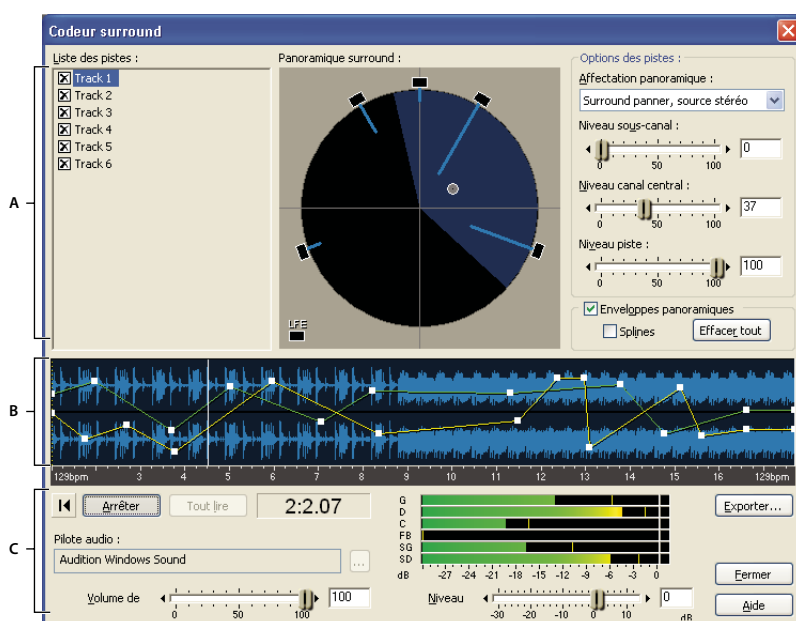 Codeur surround
Liste des pistes :
Track 1
Track 2
Track 3
Track 4
Track 5
Track 6
Panoramique surround :
LFE
Options des pistes :
Affectation panoramique :
Surround panner, source stéréo
Niveau sous-canal :
0
0 50 100
Niveau canal central :
37
0 50 100
Niveau piste :
100
0 50 100
Enveloppes panoramiques
Splines
Effacer tout
A
B
129bpm 3 4 5 6 7 8 9 10 11 12 13 14 15 16 129bpm
C
Arrêter
Tout lire
2:2.07
Pilote audio :
Audition Windows Sound
...
Volume de
100
0 50 100
G
D
C
FB
SG
SD
dB -27 -24 -21 -18 -15 -12 -9 -6 -3 0
Niveau
0
-30 -20 -10 0 10 dB
Exporter...
Fermer
Aide